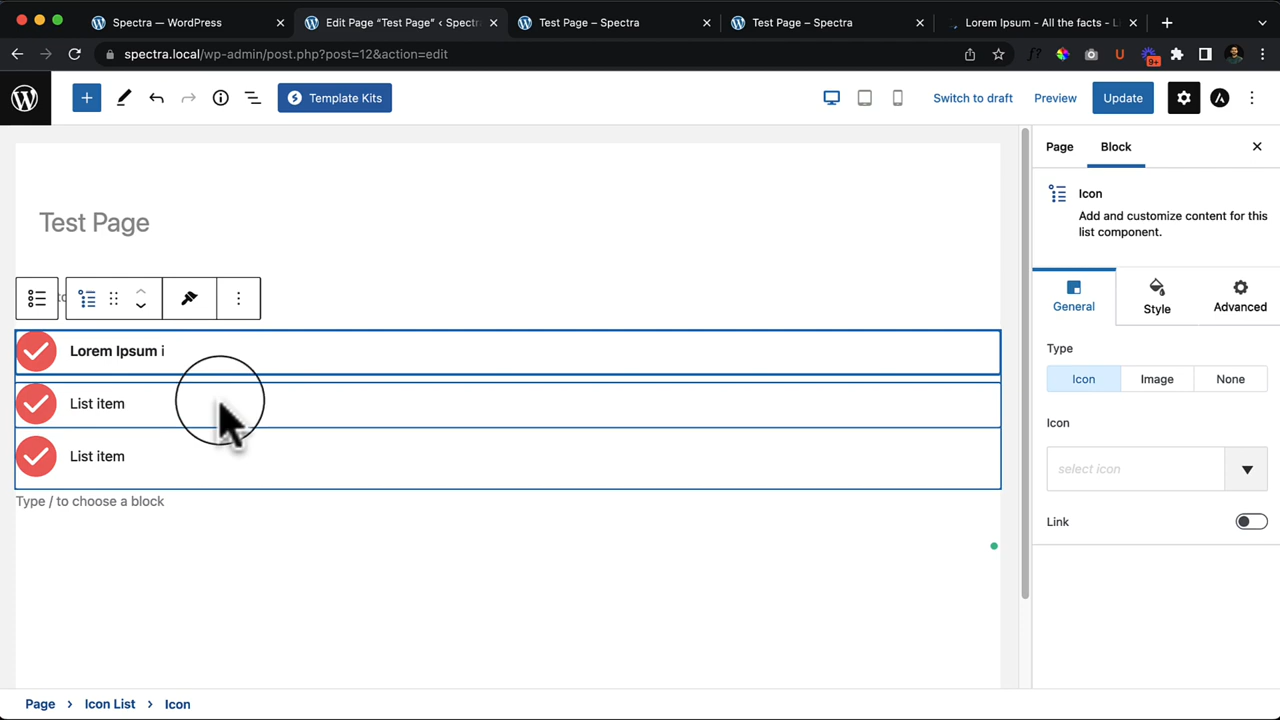 Spectra — WordPress
Edit Page “Test Page” ‹ Spectra
Test Page – Spectra
Test Page – Spectra
Lorem Ipsum - All the facts - L
spectra.local/wp-admin/post.php?post=12&action=edit
9+
Template Kits
Switch to draft
Preview
Update
Page
Block
Test Page
Icon
Add and customize content for this
list component.
General
Style
Advanced
Lorem Ipsum i
List item
List item
Type / to choose a block
Type
Icon
Image
None
Icon
select icon
Link
Page
Icon List
Icon